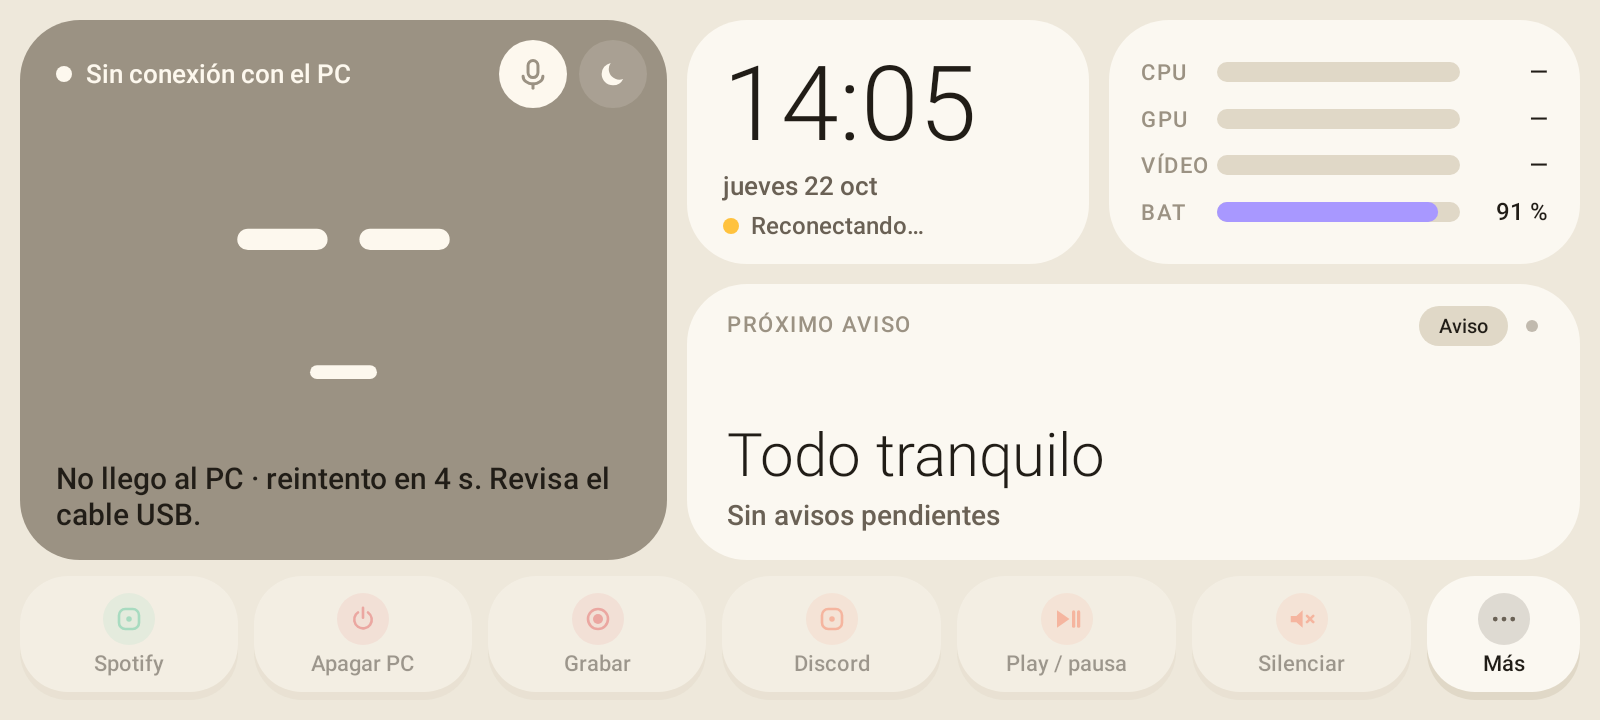 Sin conexión con el PC
No llego al PC · reintento en 4 s. Revisa el
cable USB.
14:05
jueves 22 oct
Reconectando...
CPU –
GPU –
VÍDEO –
BAT 91 %
PRÓXIMO AVISO
Aviso
Todo tranquilo
Sin avisos pendientes
Spotify
Apagar PC
Grabar
Discord
Play / pausa
Silenciar
Más